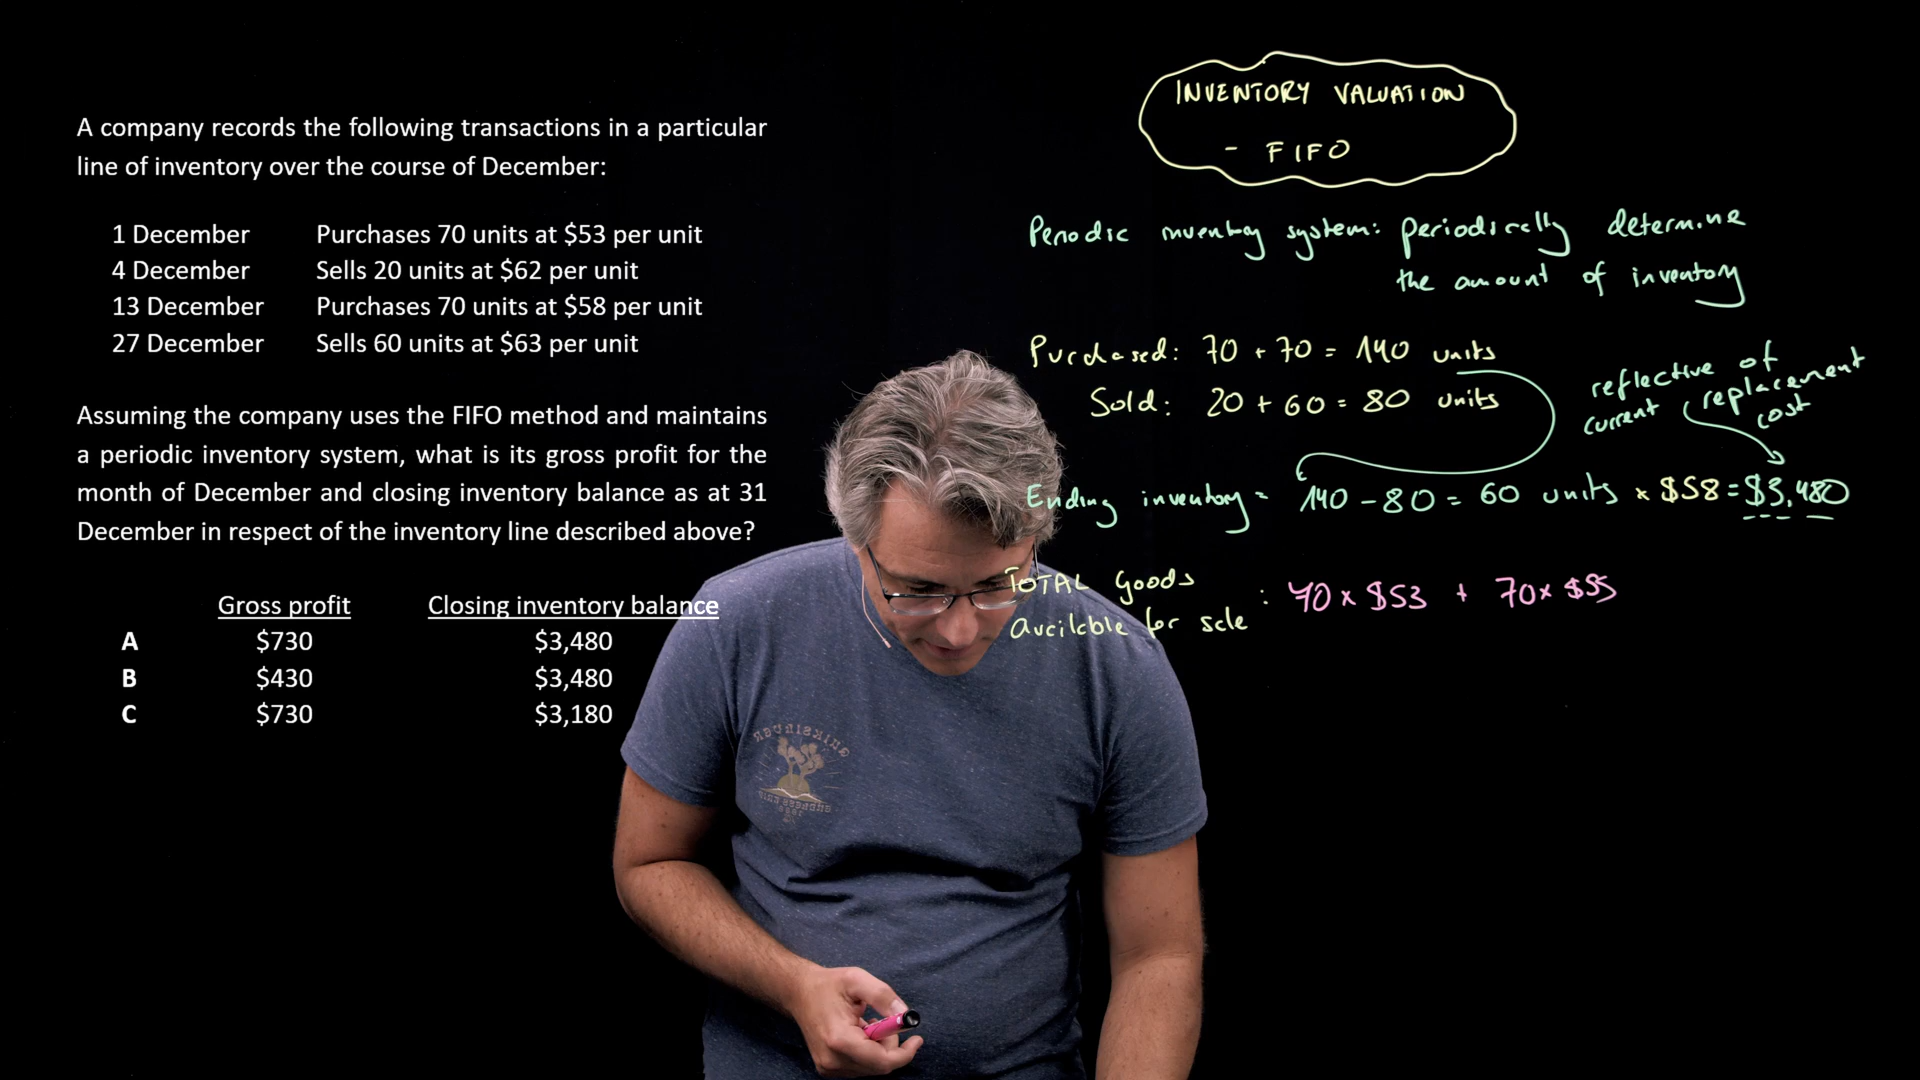 A company records the following transactions in a particular
line of inventory over the course of December:
1 December Purchases 70 units at $53 per unit
4 December Sells 20 units at $62 per unit
13 December Purchases 70 units at $58 per unit
27 December Sells 60 units at $63 per unit
Assuming the company uses the FIFO method and maintains
a periodic inventory system, what is its gross profit for the
month of December and closing inventory balance as at 31
December in respect of the inventory line described above?
Gross profit Closing inventory balance
A $730 $3,480
B $430 $3,480
C $730 $3,180
INVENTORY VALUATION
- FIFO
Periodic inventory system: periodically determine
the amount of inventory
Purchased: 70 + 70 = 140 units
Sold: 20 + 60 = 80 units
reflective of
current replacement
cost
Ending inventory = 140 - 80 = 60 units x $58 = $3,480
TOTAL Goods
available for sale : 70 x $53 + 70 x $55
QUIKSILVER